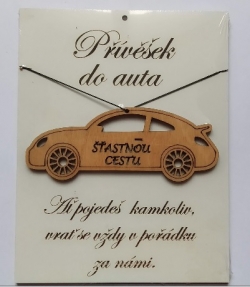 Přívěšek
do auta
ŠŤASTNOU
CESTU
Ať pojedeš kamkoliv,
vrať se vždy v pořádku
za námi.